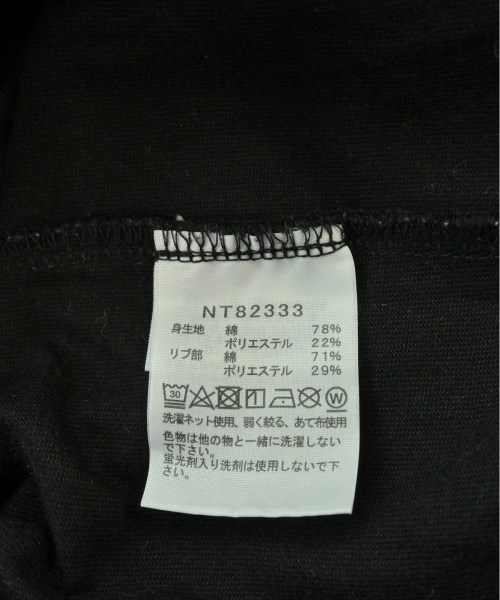 NT82333
身生地 綿 78%
ポリエステル 22%
リブ部 綿 71%
ポリエステル 29%
30 W
洗濯ネット使用、弱く絞る、あて布使用
色物は他の物と一緒に洗濯しない
で下さい。
蛍光剤入り洗剤は使用しないで下
さい。